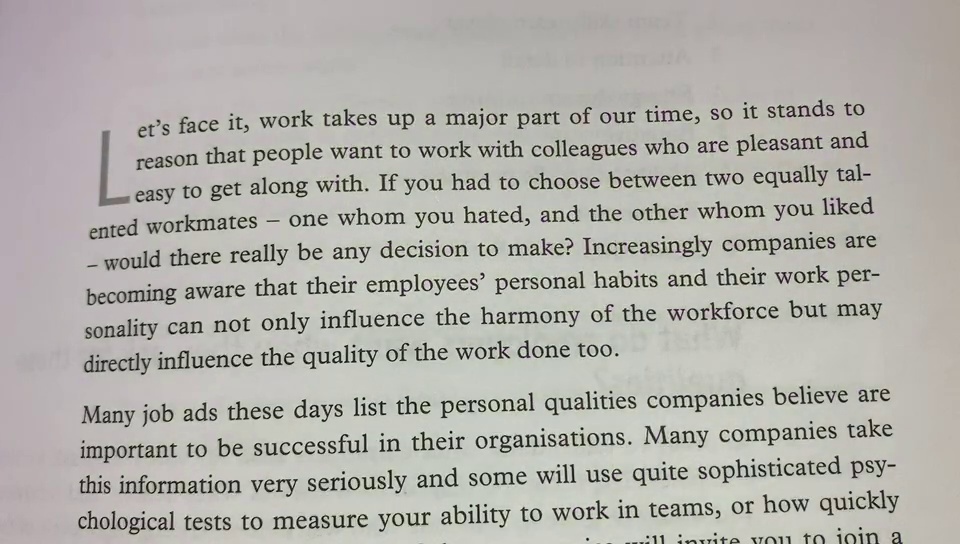 Let's face it, work takes up a major part of our time, so it stands to
reason that people want to work with colleagues who are pleasant and
easy to get along with. If you had to choose between two equally tal-
ented workmates – one whom you hated, and the other whom you liked
– would there really be any decision to make? Increasingly companies are
becoming aware that their employees' personal habits and their work per-
sonality can not only influence the harmony of the workforce but may
directly influence the quality of the work done too.
Many job ads these days list the personal qualities companies believe are
important to be successful in their organisations. Many companies take
this information very seriously and some will use quite sophisticated psy-
chological tests to measure your ability to work in teams, or how quickly
will invite you to join a